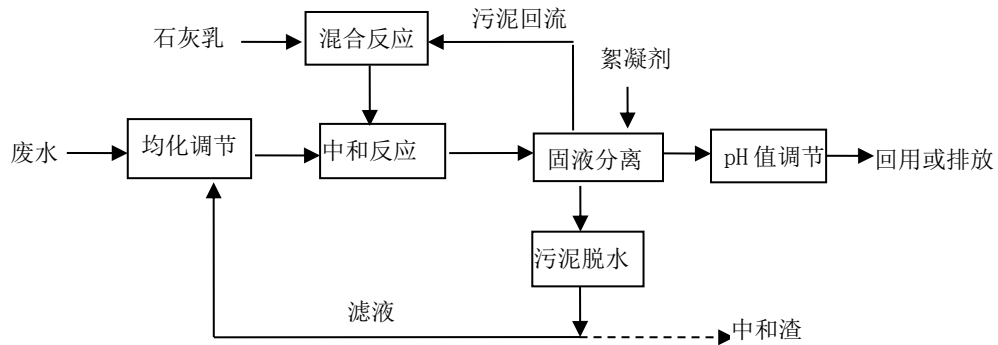 污泥回流
石灰乳
混合反应
絮凝剂
废水
均化调节
中和反应
固液分离
pH值调节
回用或排放
污泥脱水
滤液
中和渣